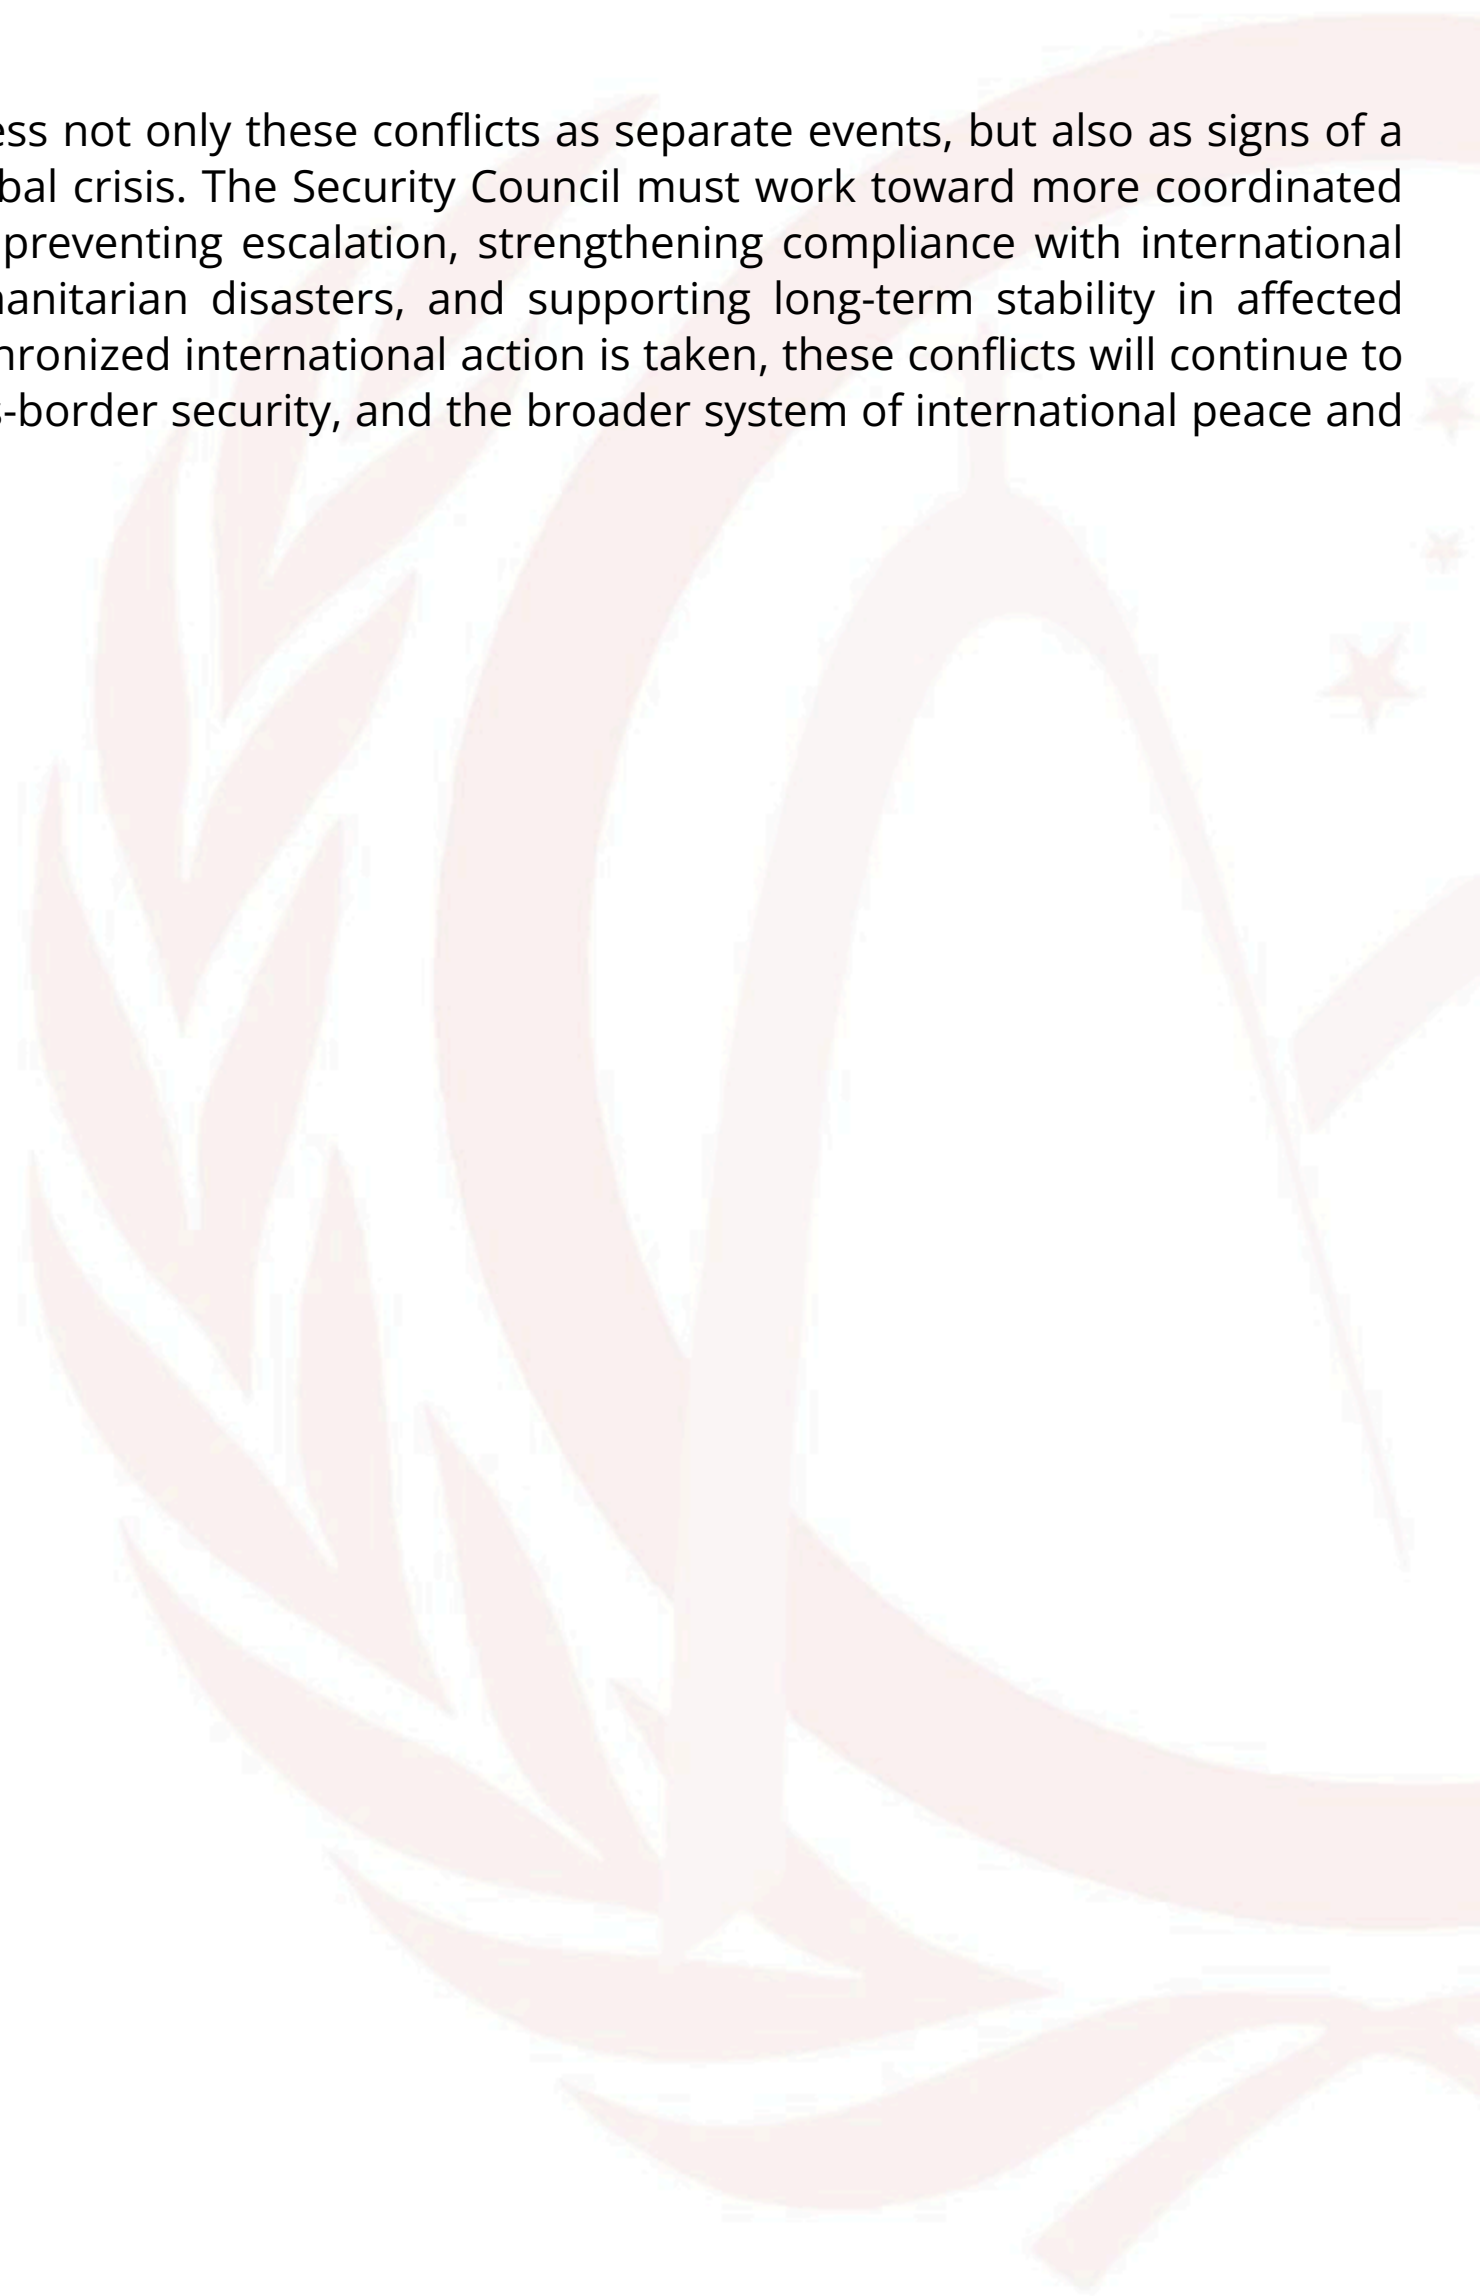 ess not only these conflicts as separate events, but also as signs of a
bal crisis. The Security Council must work toward more coordinated
preventing escalation, strengthening compliance with international
anitarian disasters, and supporting long-term stability in affected
hronized international action is taken, these conflicts will continue to
-border security, and the broader system of international peace and